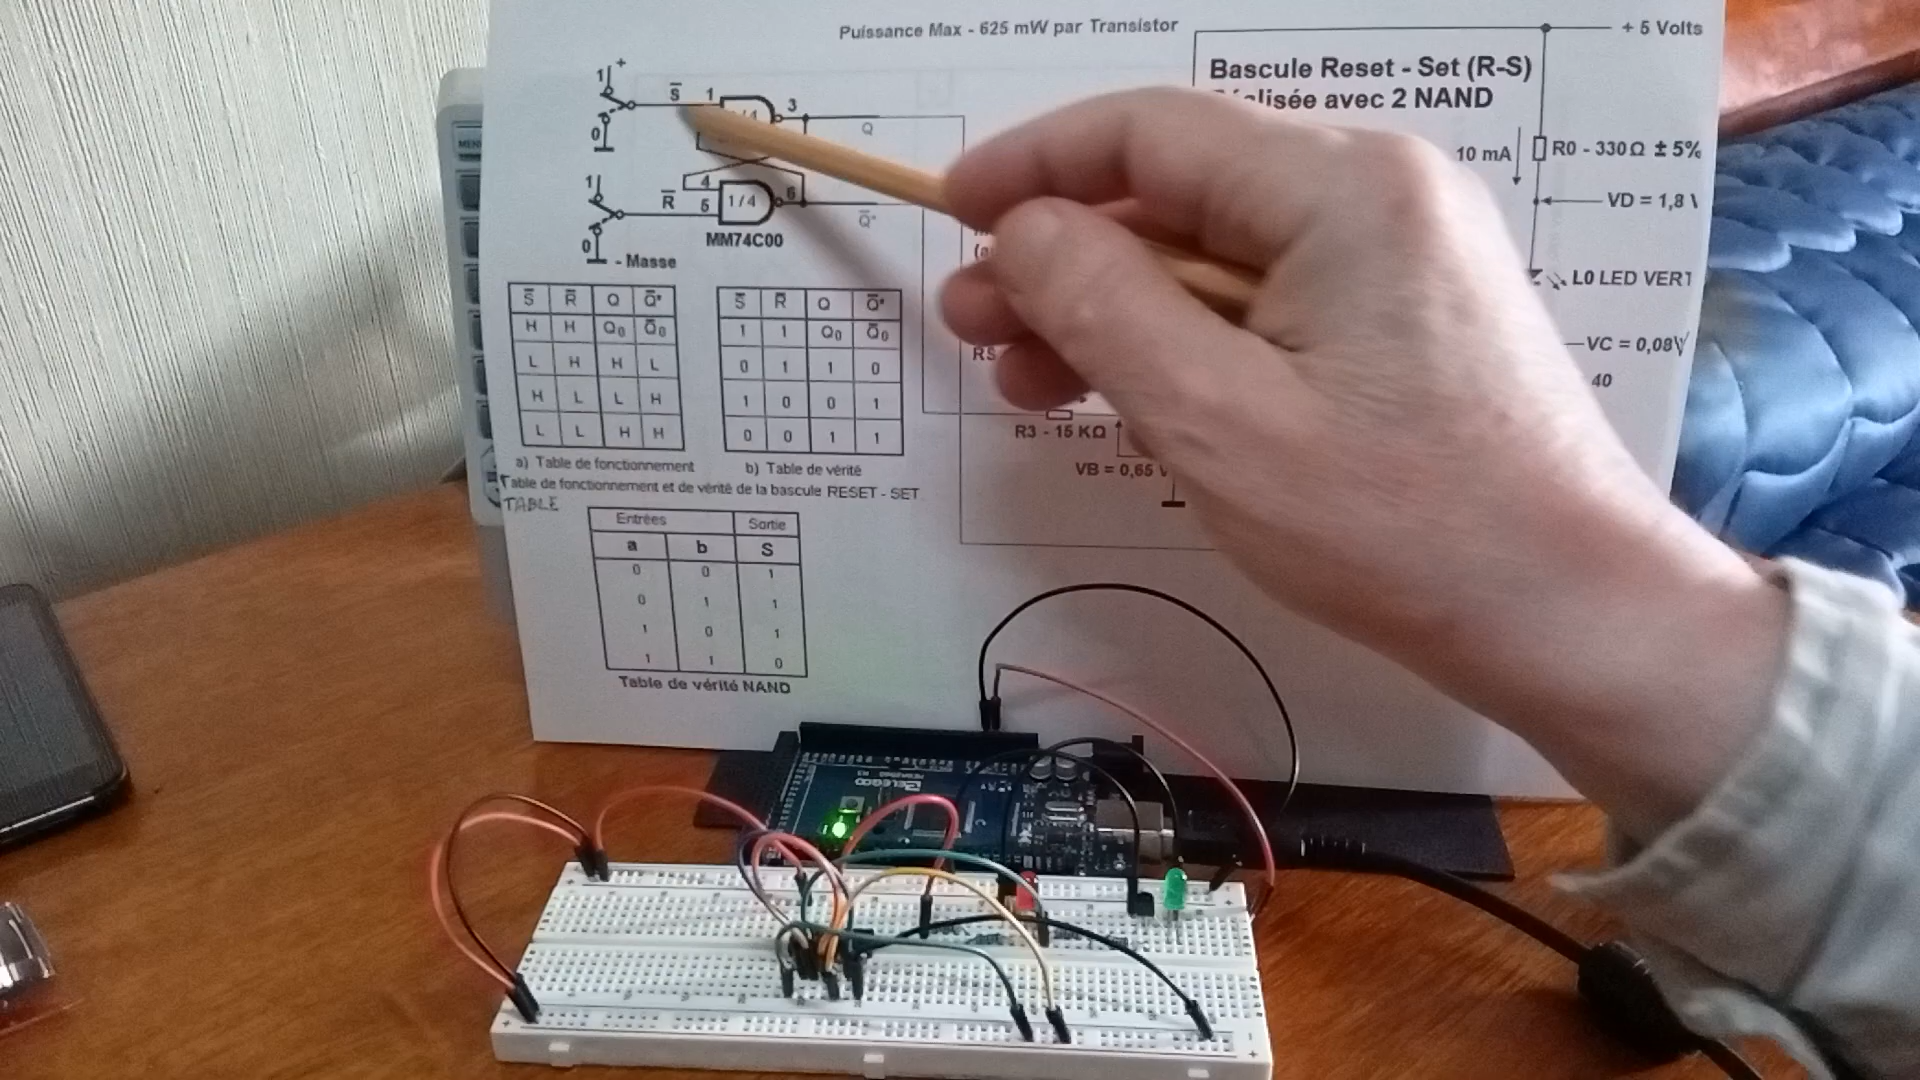 Puissance Max - 625 mW par Transistor
+ 5 Volts
Bascule Reset - Set (R-S)
avec 2 NAND
10 mA
R0 - 330Ω ± 5%
VD = 1,8
L0 LED VERT
VC = 0,08V
40
1 +
S̅ 1
3
Q
0
1
4
R̅ 5
1/4
6
Q̅*
MM74C00
0
- Masse
S̅ R̅ Q Q̅*
H H Q0 Q̅0
L H H L
H L L H
L L H H
S̅ R̅ Q Q̅*
1 1 Q0 Q̅0
0 1 1 0
1 0 0 1
0 0 1 1
a) Table de fonctionnement
b) Table de vérité
Table de fonctionnement et de vérité de la bascule RESET - SET
TABLE
R3 - 15 KΩ
VB = 0,65 V
Entrées Sortie
a b S
0 0 1
0 1 1
1 0 1
1 1 0
Table de vérité NAND
ELEGOO